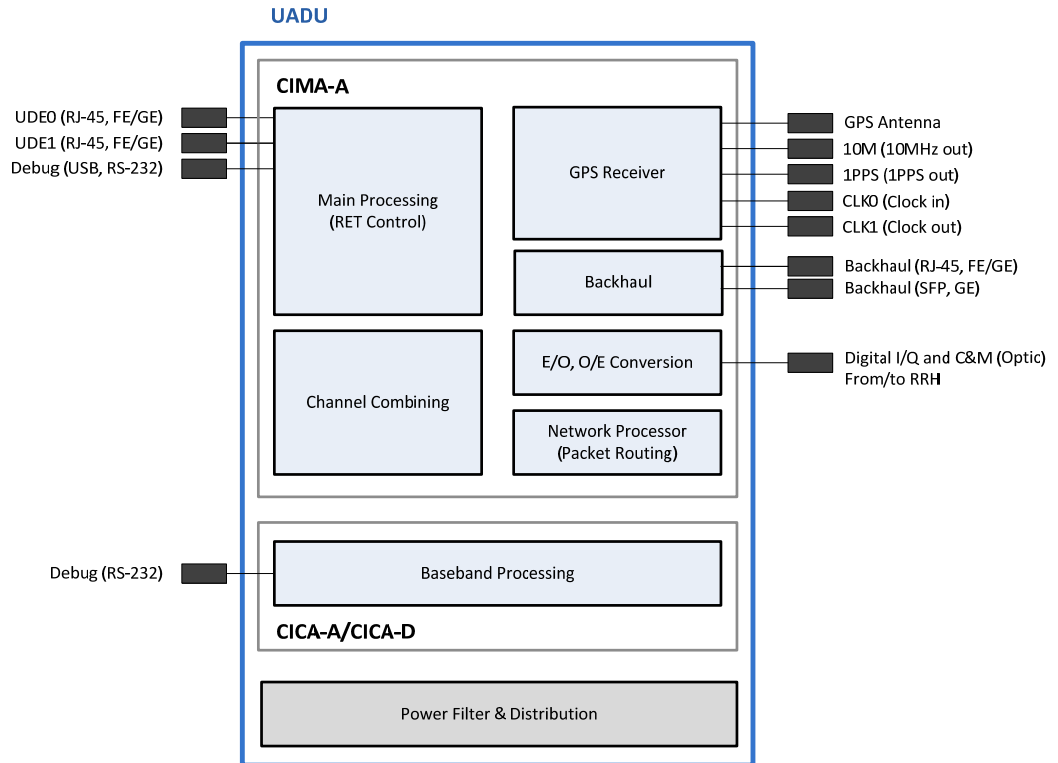 UADU
CIMA-A
UDE0 (RJ-45, FE/GE)
UDE1 (RJ-45, FE/GE)
Debug (USB, RS-232)
Main Processing
(RET Control)
GPS Receiver
GPS Antenna
10M (10MHz out)
1PPS (1PPS out)
CLK0 (Clock in)
CLK1 (Clock out)
Backhaul
Backhaul (RJ-45, FE/GE)
Backhaul (SFP, GE)
Channel Combining
E/O, O/E Conversion
Digital I/Q and C&M (Optic)
From/to RRH
Network Processor
(Packet Routing)
Debug (RS-232)
Baseband Processing
CICA-A/CICA-D
Power Filter & Distribution